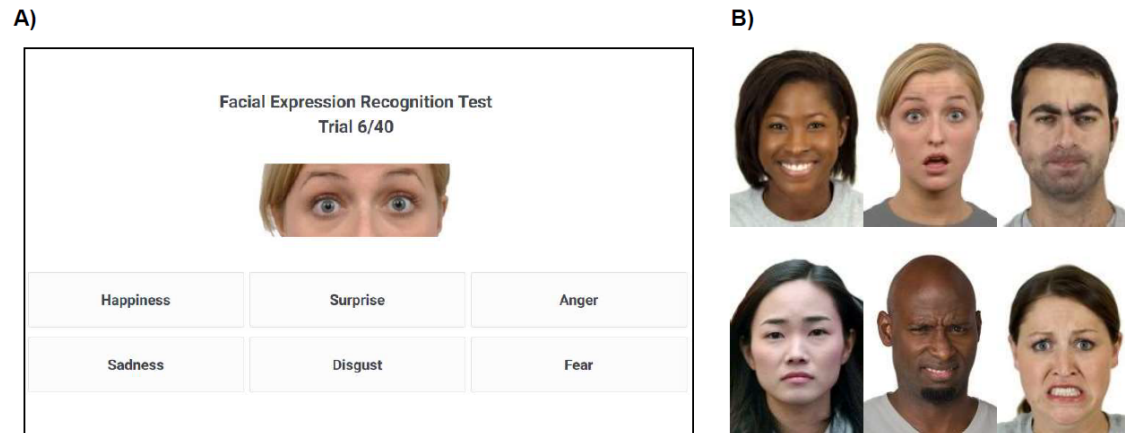 A)
B)
Facial Expression Recognition Test
Trial 6/40
Happiness
Surprise
Anger
Sadness
Disgust
Fear